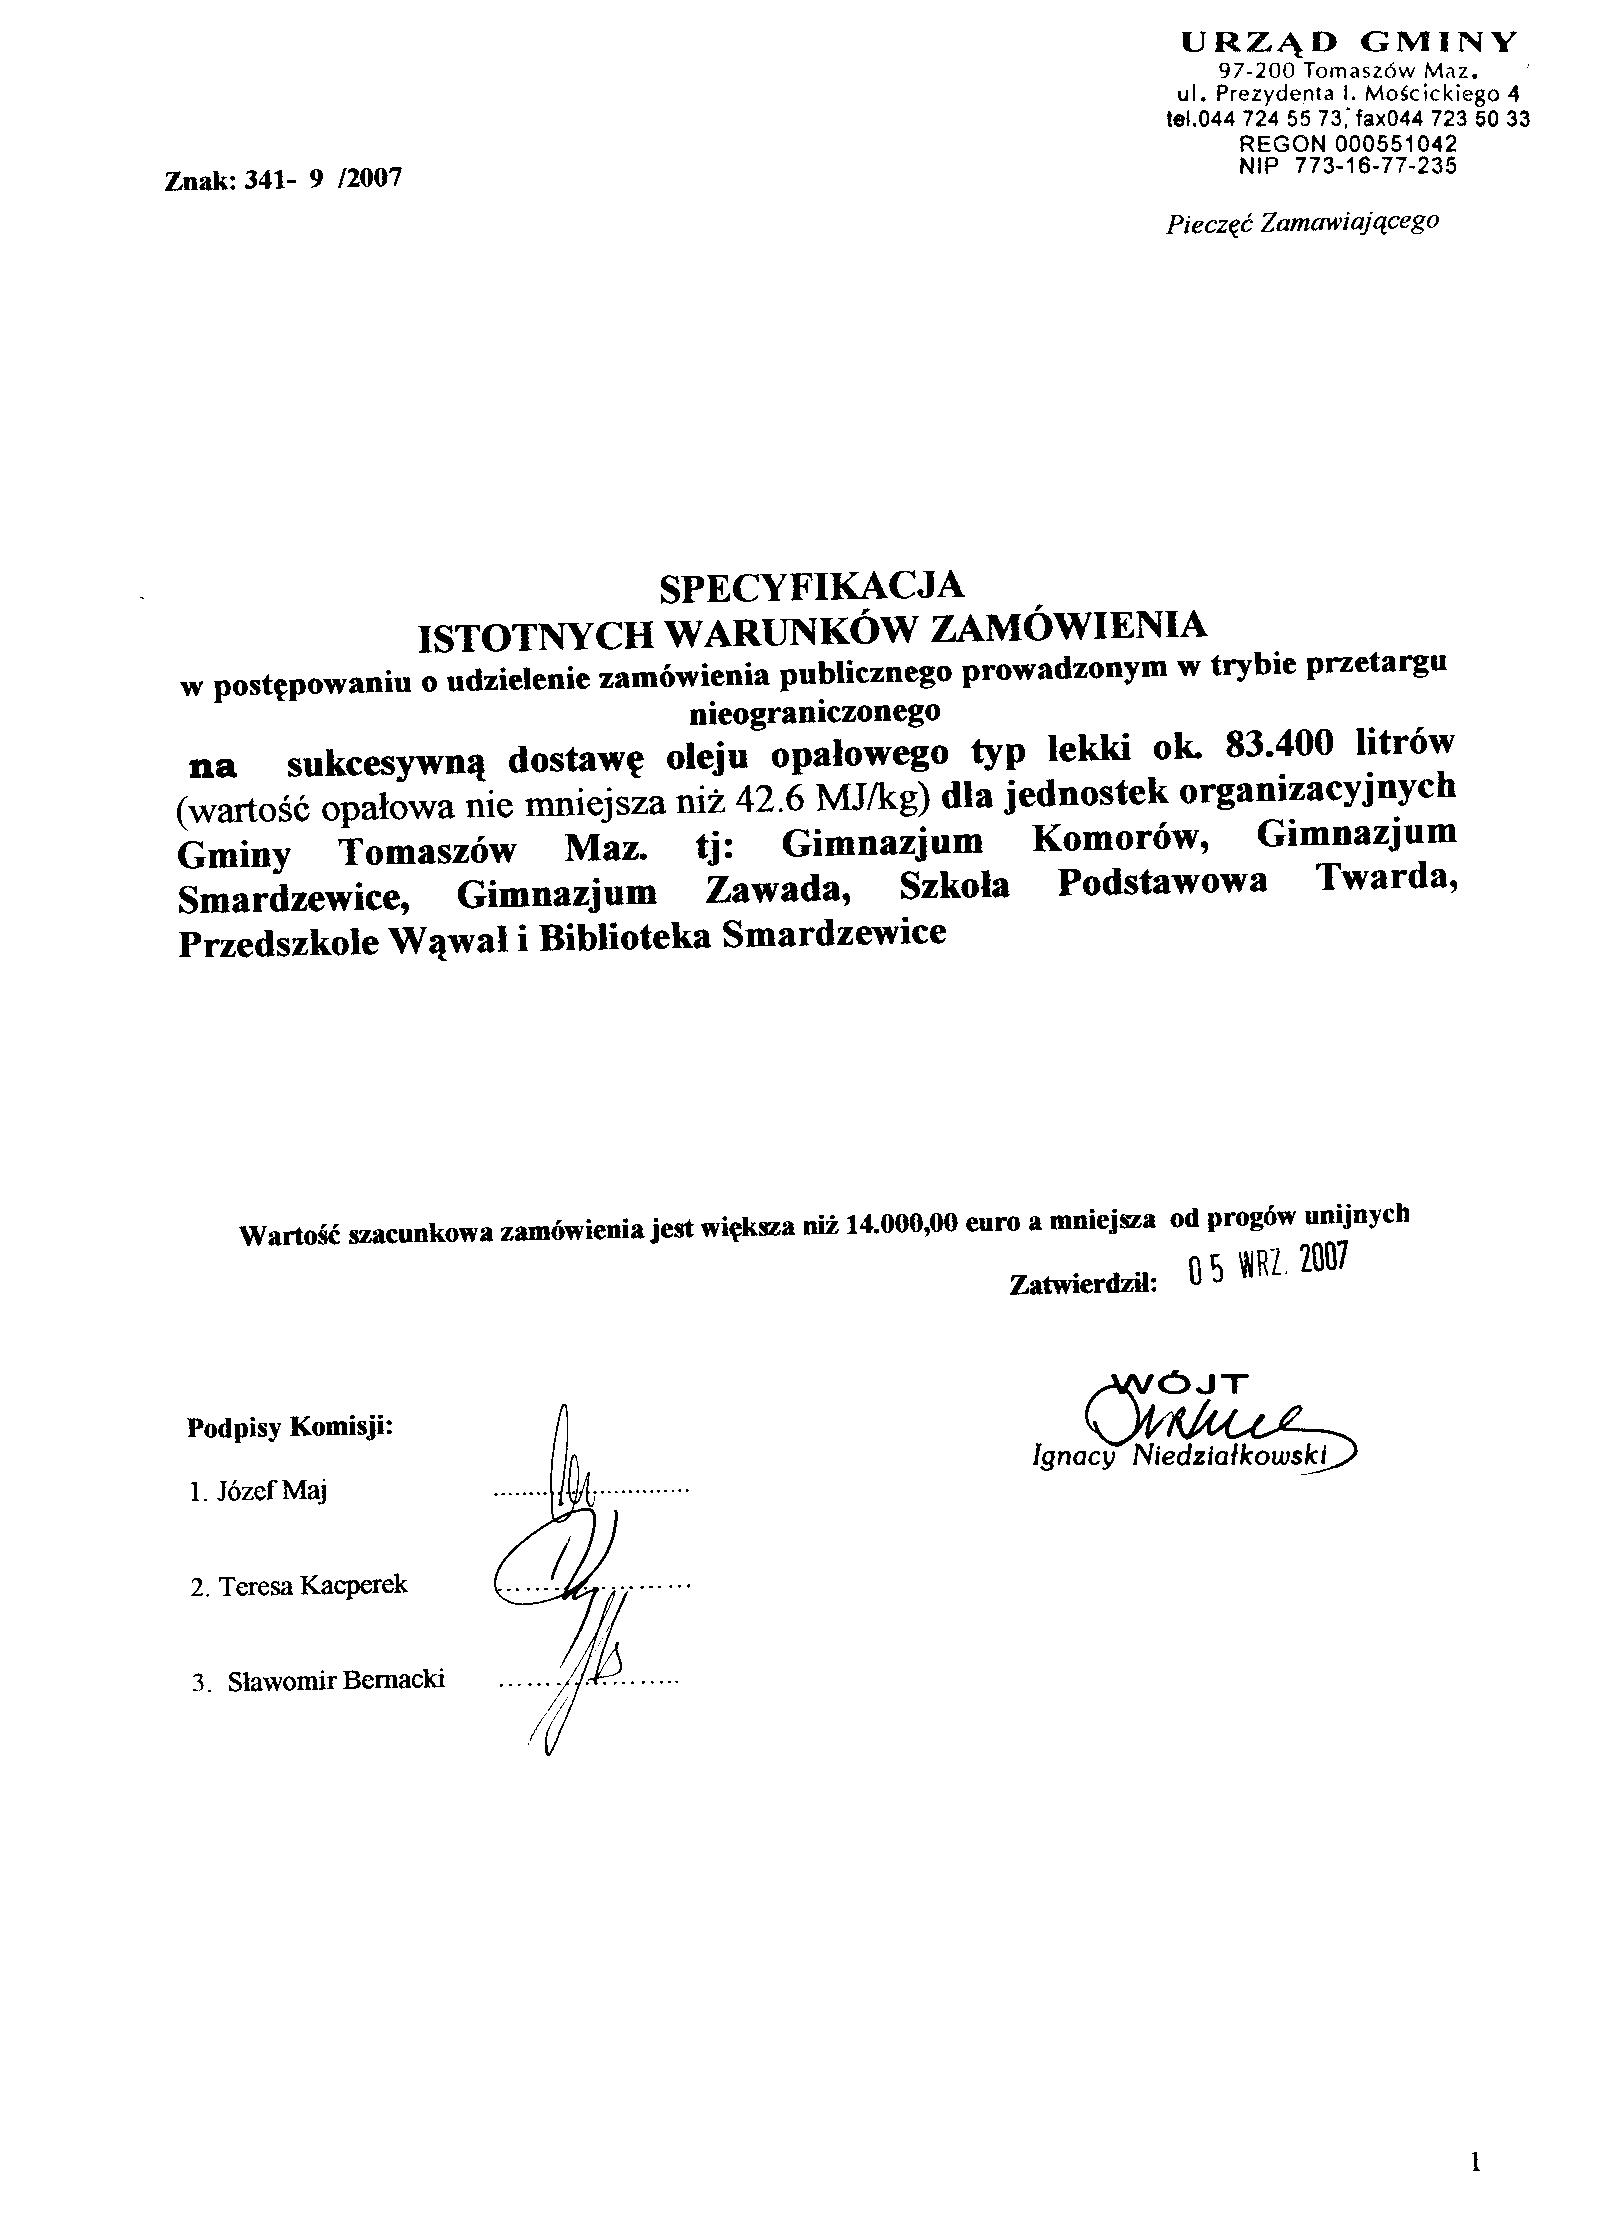 URZĄD GMINY
97-200 Tomaszów Maz.
ul. Prezydenta I. Mościckiego 4
tel.044 724 55 73, fax044 723 50 33
REGON 000551042
NIP 773-16-77-235
Znak: 341- 9 /2007
Pieczęć Zamawiającego
SPECYFIKACJA
ISTOTNYCH WARUNKÓW ZAMÓWIENIA
w postępowaniu o udzielenie zamówienia publicznego prowadzonym w trybie przetargu
nieograniczonego
na sukcesywną dostawę oleju opałowego typ lekki ok. 83.400 litrów
(wartość opałowa nie mniejsza niż 42.6 MJ/kg) dla jednostek organizacyjnych
Gminy Tomaszów Maz. tj: Gimnazjum Komorów, Gimnazjum
Smardzewice, Gimnazjum Zawada, Szkoła Podstawowa Twarda,
Przedszkole Wąwał i Biblioteka Smardzewice
Wartość szacunkowa zamówienia jest większa niż 14.000,00 euro a mniejsza od progów unijnych
Zatwierdził: 05 WRZ. 2007
WÓJT
Ignacy Niedziałkowski
Podpisy Komisji:
1. Józef Maj ........................
2. Teresa Kacperek ........................
3. Sławomir Bernacki ........................
1